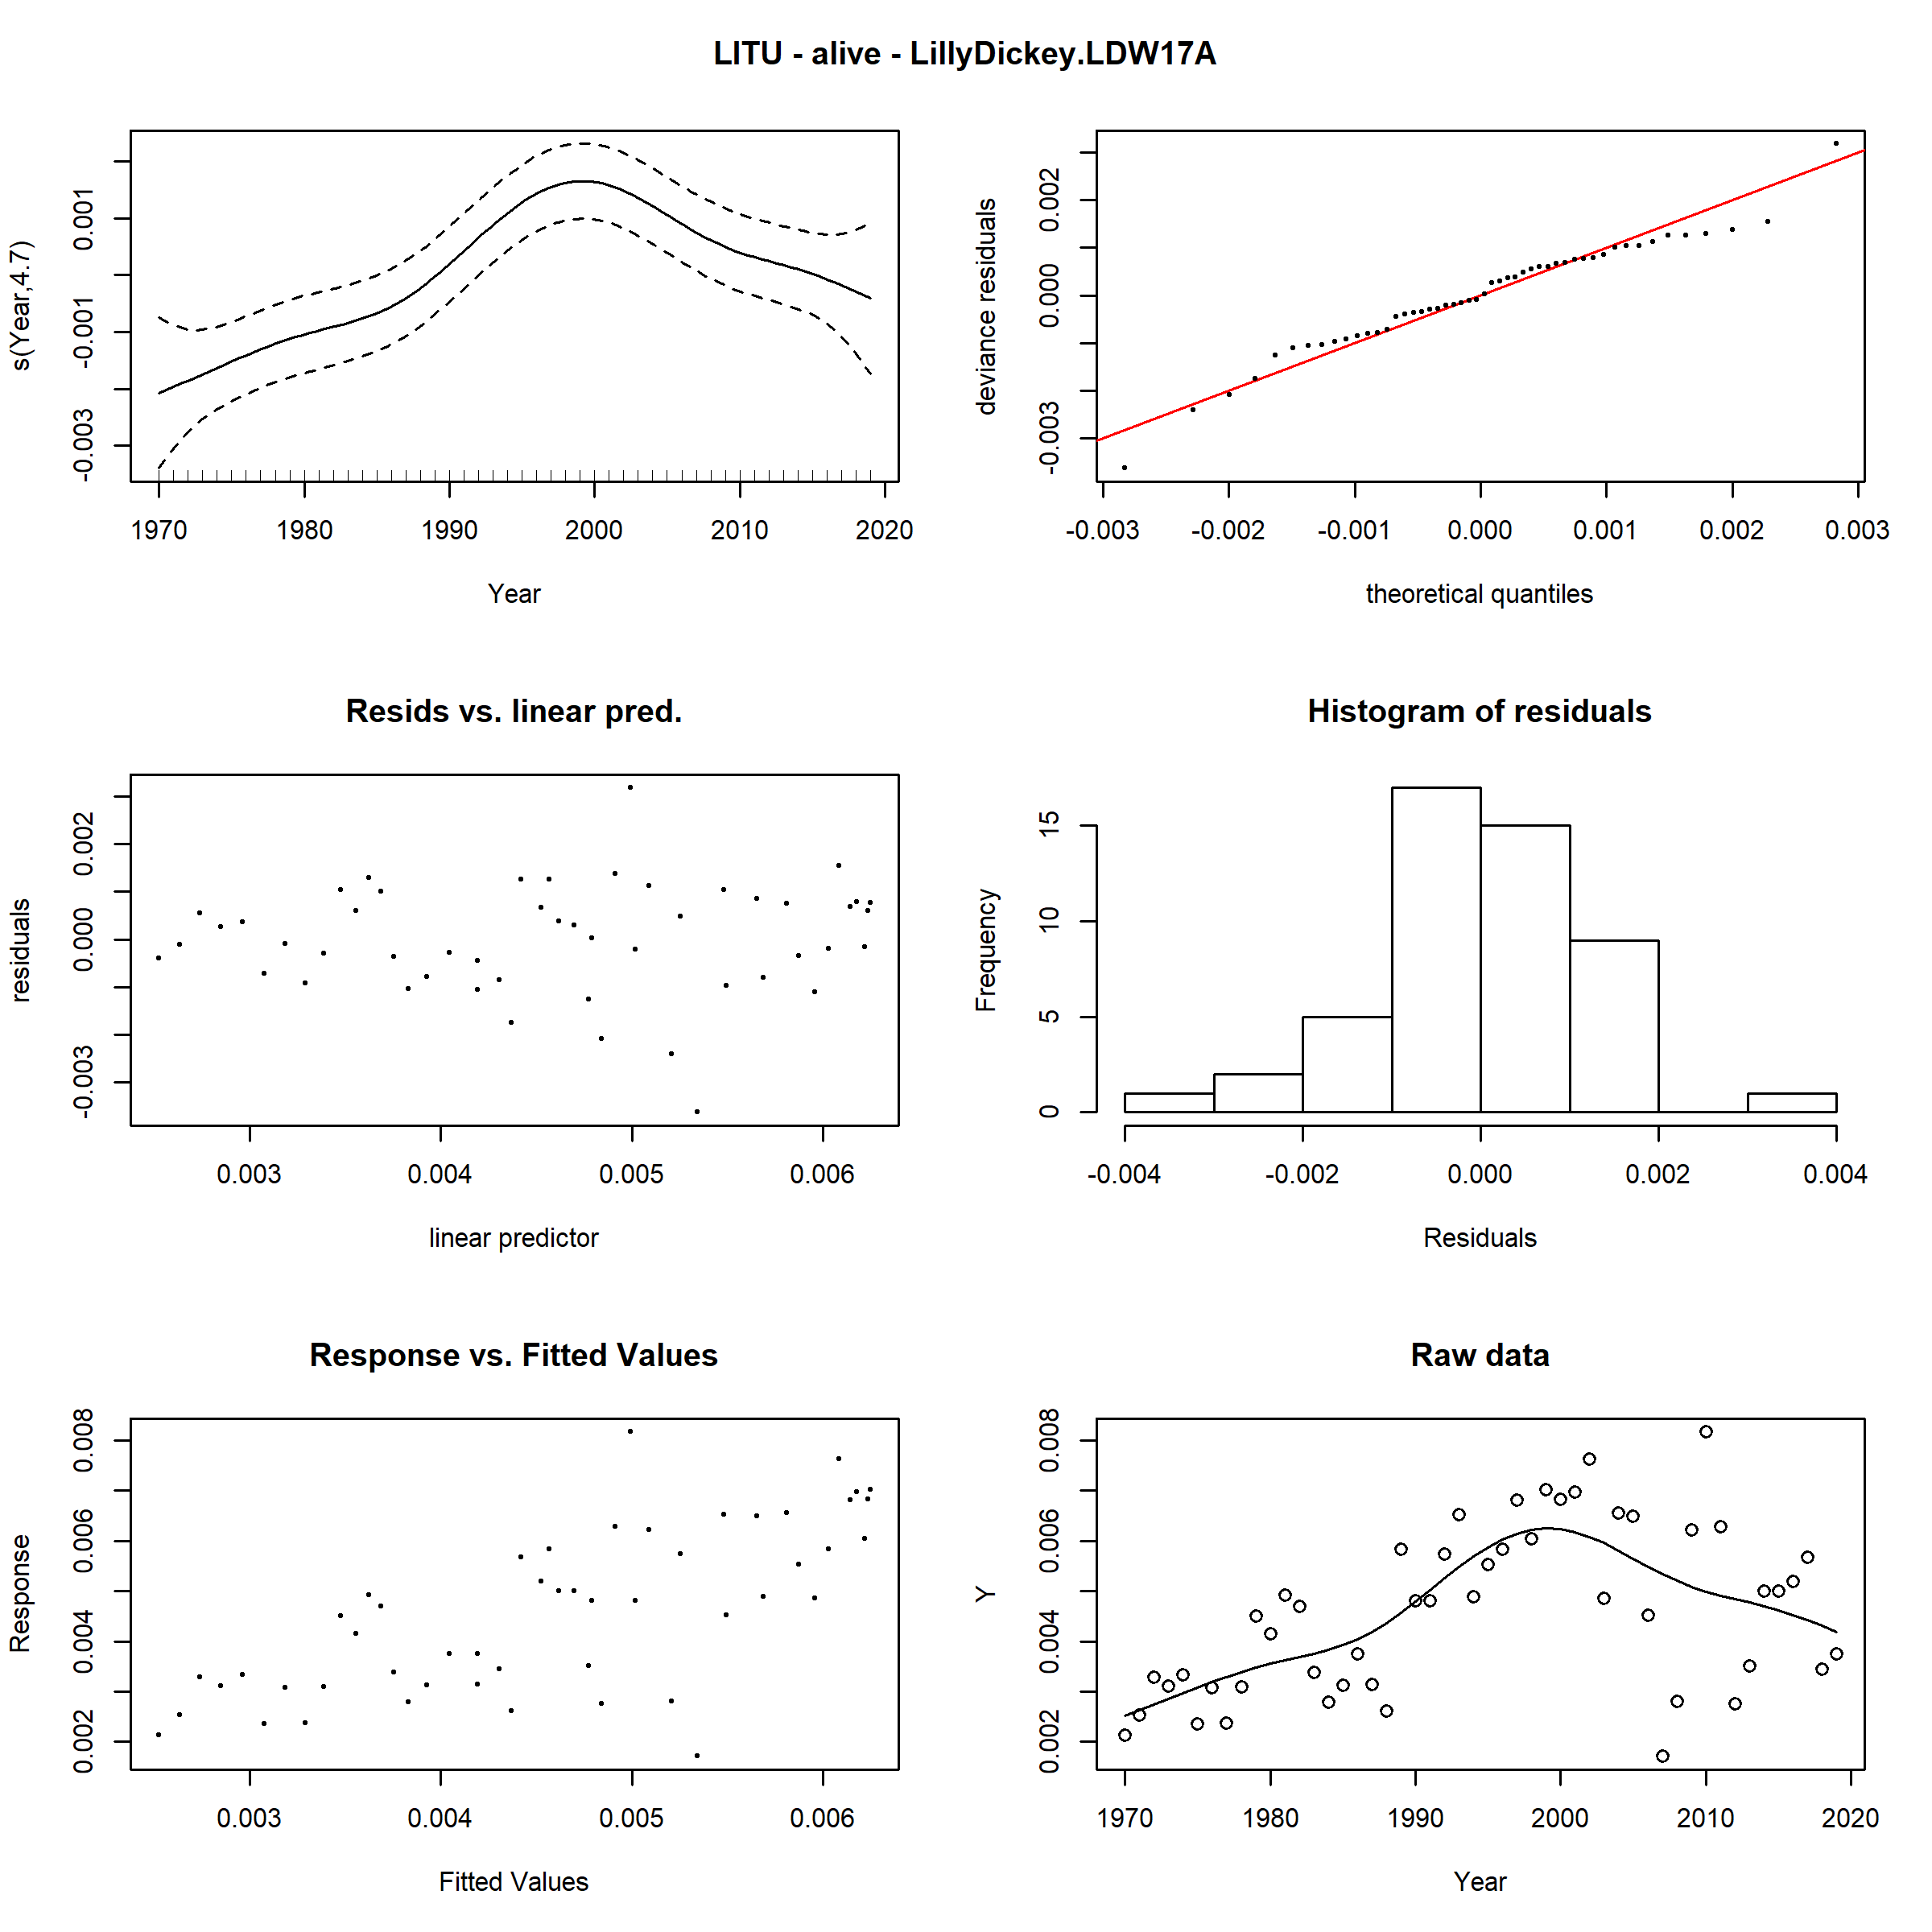 LITU - alive - LillyDickey.LDW17A
s(Year,4.7)
0.001
-0.001
-0.003
1970 1980 1990 2000 2010 2020
Year
deviance residuals
0.002
0.000
-0.003
-0.003 -0.002 -0.001 0.000 0.001 0.002 0.003
theoretical quantiles
Resids vs. linear pred.
residuals
0.002
0.000
-0.003
0.003 0.004 0.005 0.006
linear predictor
Histogram of residuals
Frequency
15
10
5
0
-0.004 -0.002 0.000 0.002 0.004
Residuals
Response vs. Fitted Values
Response
0.008
0.006
0.004
0.002
0.003 0.004 0.005 0.006
Fitted Values
Raw data
Y
0.008
0.006
0.004
0.002
1970 1980 1990 2000 2010 2020
Year